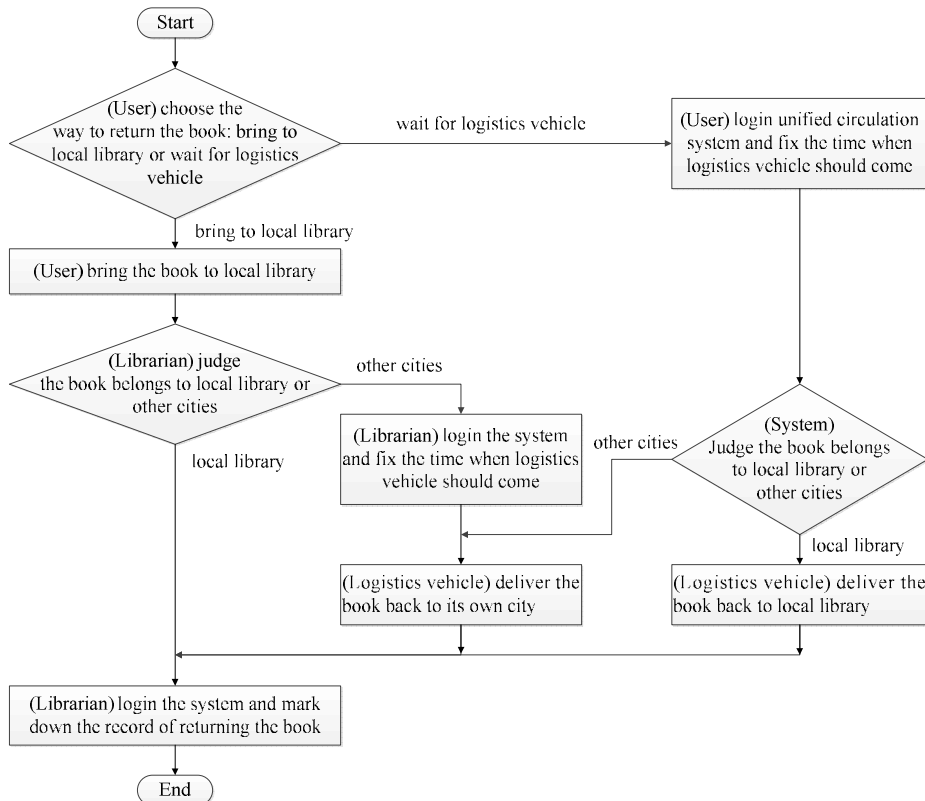 Start
(User) choose the
way to return the book: bring to
local library or wait for logistics
vehicle
wait for logistics vehicle
(User) login unified circulation
system and fix the time when
logistics vehicle should come
bring to local library
(User) bring the book to local library
(Librarian) judge
the book belongs to local library or
other cities
other cities
local library
(Librarian) login the system
and fix the time when logistics
vehicle should come
other cities
(System)
Judge the book belongs
to local library or
other cities
local library
(Logistics vehicle) deliver the
book back to its own city
(Logistics vehicle) deliver the
book back to local library
(Librarian) login the system and mark
down the record of returning the book
End